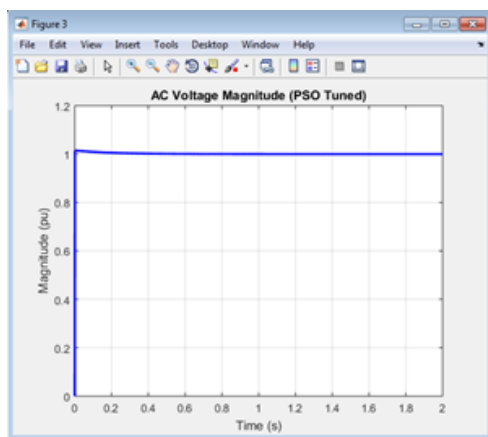 Figure 3
File Edit View Insert Tools Desktop Window Help
AC Voltage Magnitude (PSO Tuned)
1.2
1
0.8
0.6
0.4
0.2
0
Magnitude (pu)
0 0.2 0.4 0.6 0.8 1 1.2 1.4 1.6 1.8 2
Time (s)